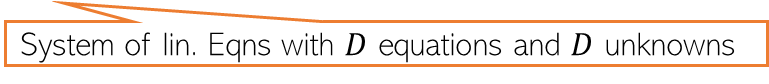 System of lin. Eqns with D equations and D unknowns